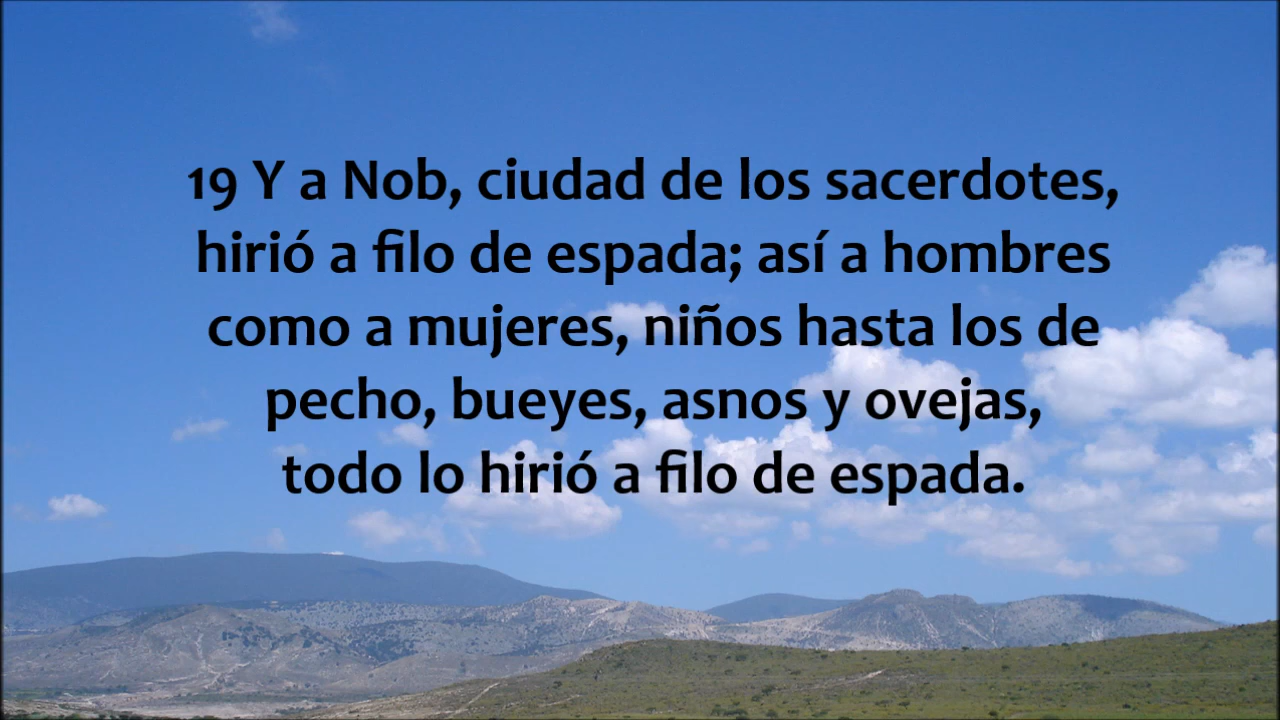 19 Y a Nob, ciudad de los sacerdotes,
hirió a filo de espada; así a hombres
como a mujeres, niños hasta los de
pecho, bueyes, asnos y ovejas,
todo lo hirió a filo de espada.